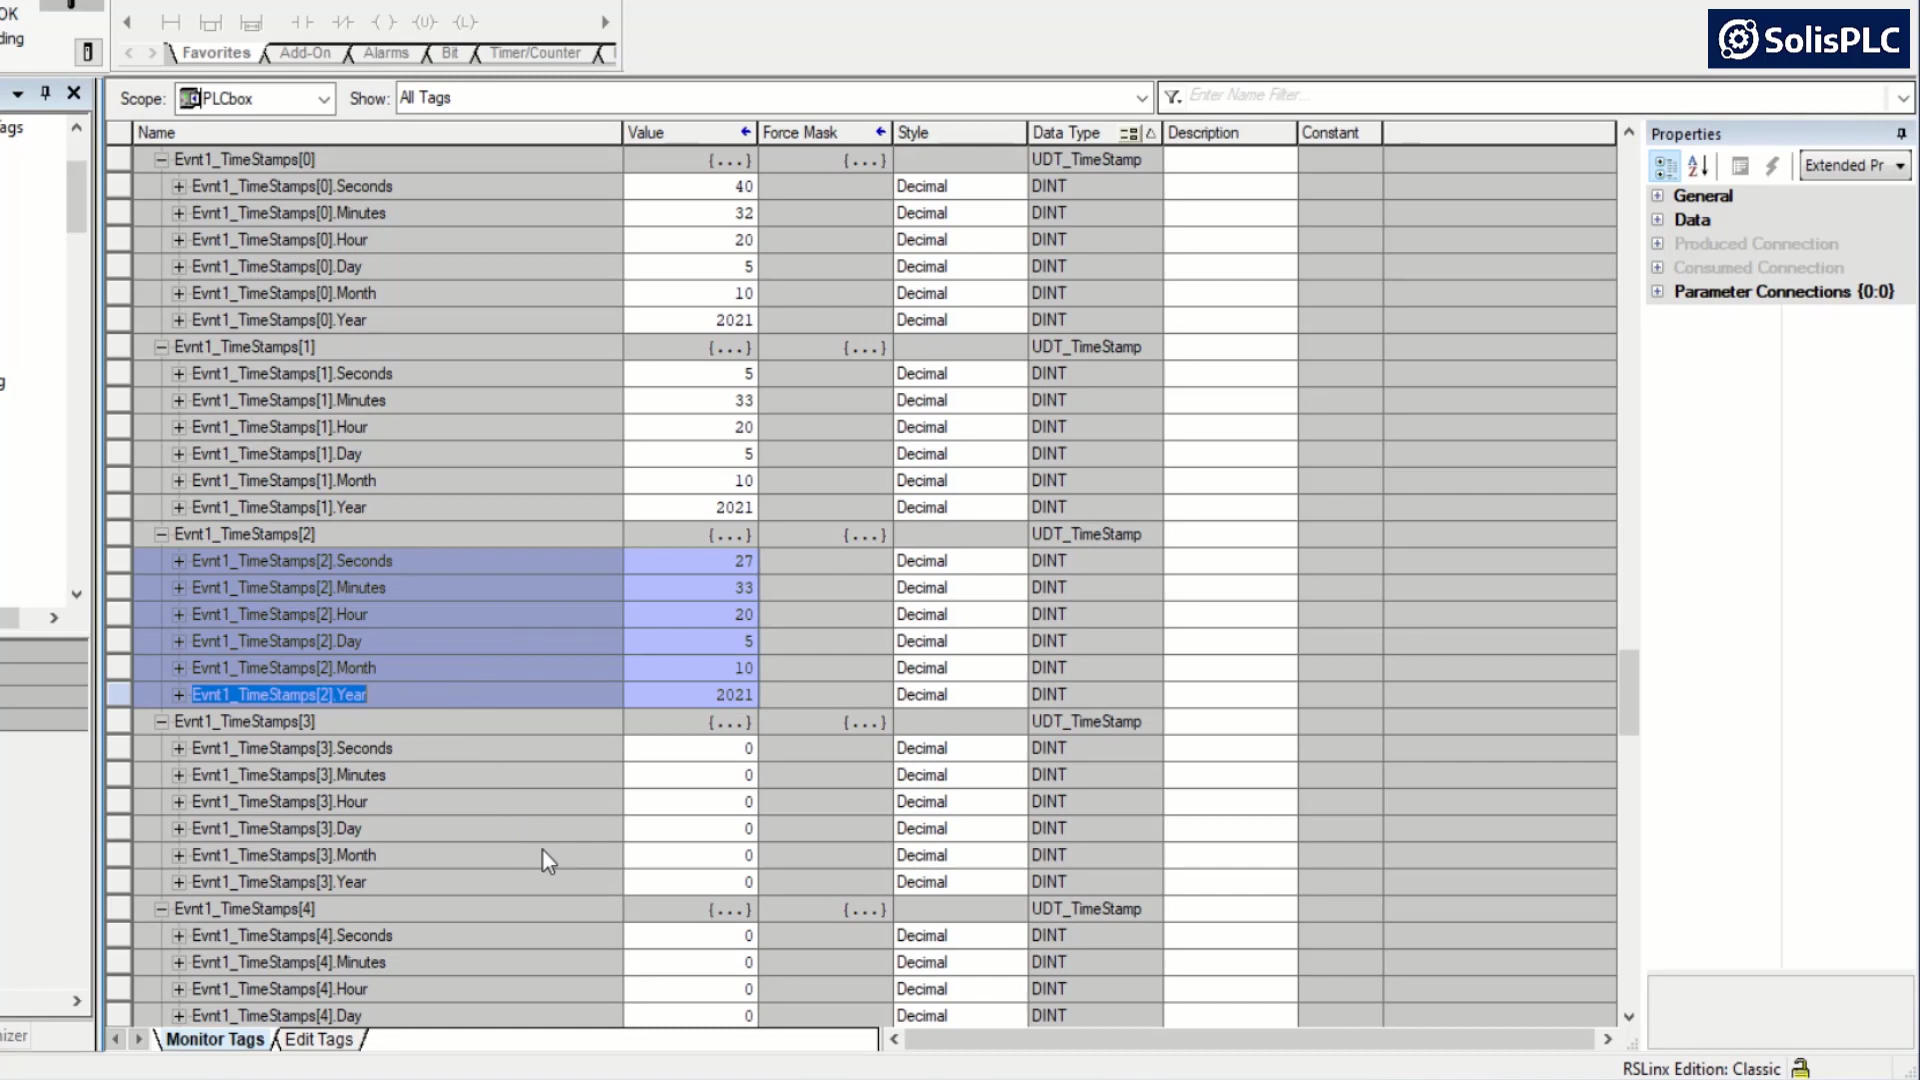 OK
ding
Favorites Add-On Alarms Bit Timer/Counter
SolisPLC
Scope: PLCbox Show: All Tags Enter Name Filter...
Name Value Force Mask Style Data Type Description Constant
Evnt1_TimeStamps[0] {...} {...} UDT_TimeStamp
Evnt1_TimeStamps[0].Seconds 40 Decimal DINT
Evnt1_TimeStamps[0].Minutes 32 Decimal DINT
Evnt1_TimeStamps[0].Hour 20 Decimal DINT
Evnt1_TimeStamps[0].Day 5 Decimal DINT
Evnt1_TimeStamps[0].Month 10 Decimal DINT
Evnt1_TimeStamps[0].Year 2021 Decimal DINT
Evnt1_TimeStamps[1] {...} {...} UDT_TimeStamp
Evnt1_TimeStamps[1].Seconds 5 Decimal DINT
Evnt1_TimeStamps[1].Minutes 33 Decimal DINT
Evnt1_TimeStamps[1].Hour 20 Decimal DINT
Evnt1_TimeStamps[1].Day 5 Decimal DINT
Evnt1_TimeStamps[1].Month 10 Decimal DINT
Evnt1_TimeStamps[1].Year 2021 Decimal DINT
Evnt1_TimeStamps[2] {...} {...} UDT_TimeStamp
Evnt1_TimeStamps[2].Seconds 27 Decimal DINT
Evnt1_TimeStamps[2].Minutes 33 Decimal DINT
Evnt1_TimeStamps[2].Hour 20 Decimal DINT
Evnt1_TimeStamps[2].Day 5 Decimal DINT
Evnt1_TimeStamps[2].Month 10 Decimal DINT
Evnt1_TimeStamps[2].Year 2021 Decimal DINT
Evnt1_TimeStamps[3] {...} {...} UDT_TimeStamp
Evnt1_TimeStamps[3].Seconds 0 Decimal DINT
Evnt1_TimeStamps[3].Minutes 0 Decimal DINT
Evnt1_TimeStamps[3].Hour 0 Decimal DINT
Evnt1_TimeStamps[3].Day 0 Decimal DINT
Evnt1_TimeStamps[3].Month 0 Decimal DINT
Evnt1_TimeStamps[3].Year 0 Decimal DINT
Evnt1_TimeStamps[4] {...} {...} UDT_TimeStamp
Evnt1_TimeStamps[4].Seconds 0 Decimal DINT
Evnt1_TimeStamps[4].Minutes 0 Decimal DINT
Evnt1_TimeStamps[4].Hour 0 Decimal DINT
Evnt1_TimeStamps[4].Day 0 Decimal DINT
Monitor Tags Edit Tags
Properties
Extended Pr
General
Data
Produced Connection
Consumed Connection
Parameter Connections {0:0}
ags
g
nizer
RSLinx Edition: Classic